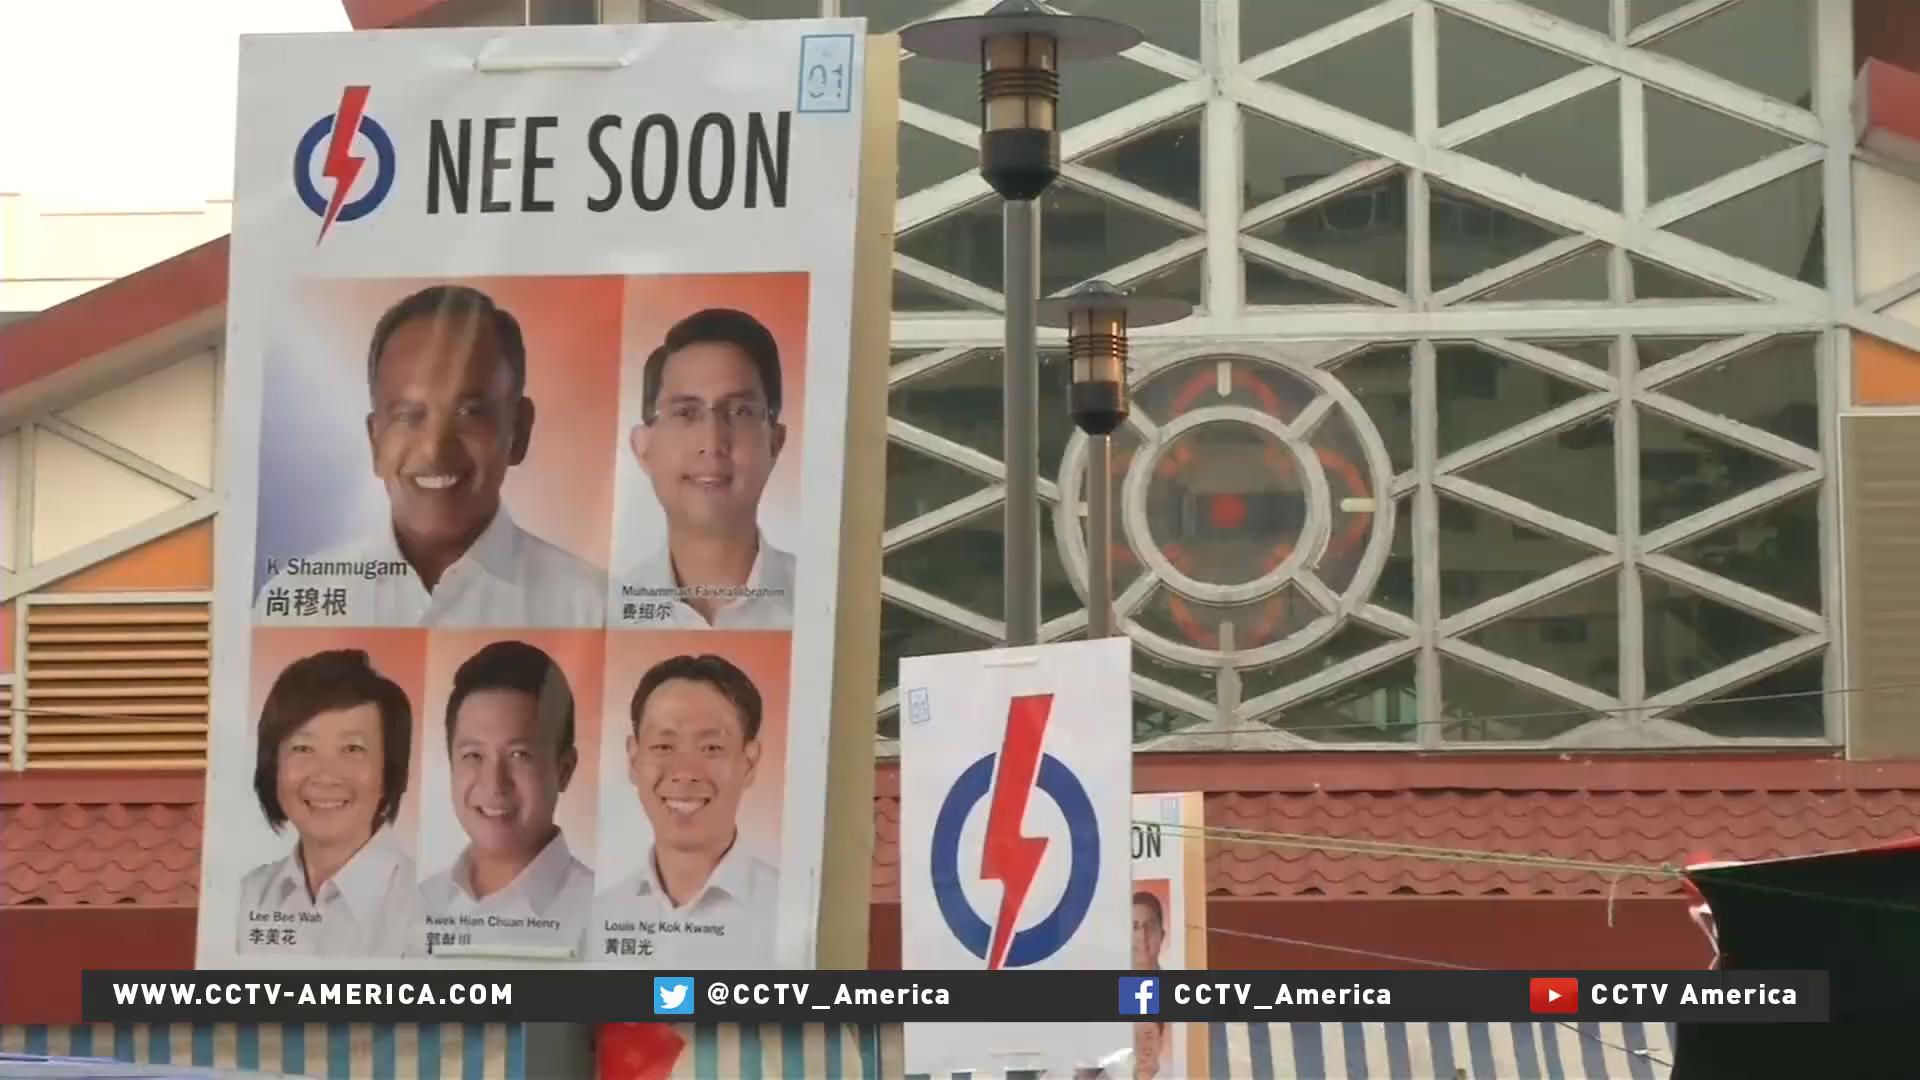 01
NEE SOON
K Shanmugam
尚穆根
Muhammad Faishal Ibrahim
费绍尔
Lee Bee Wah
李美花
Kwek Hian Chuan Henry
Louis Ng Kok Kwang
黄国光
ON
WWW.CCTV-AMERICA.COM
@CCTV_America
CCTV_America
CCTV America